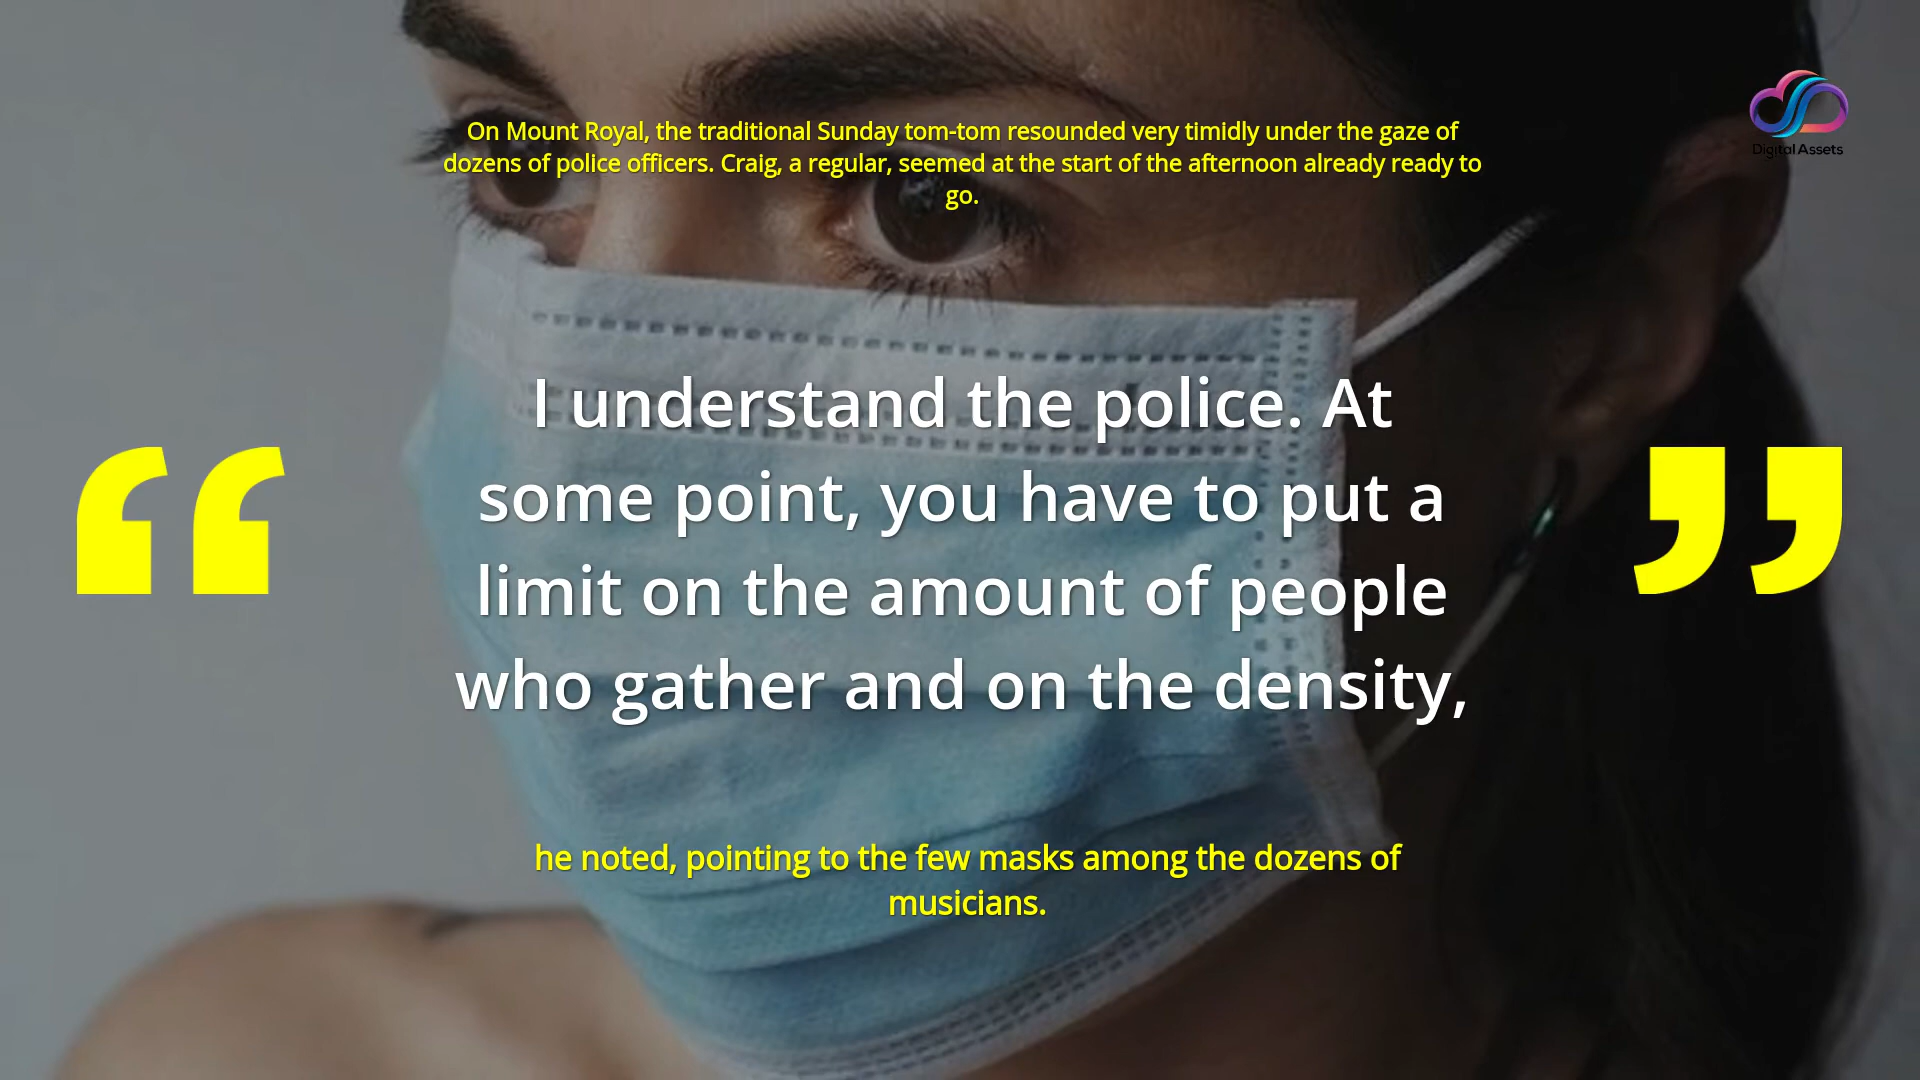 On Mount Royal, the traditional Sunday tom-tom resounded very timidly under the gaze of
dozens of police officers. Craig, a regular, seemed at the start of the afternoon already ready to
go.
Digital Assets
“
I understand the police. At
some point, you have to put a
limit on the amount of people
who gather and on the density,
”
he noted, pointing to the few masks among the dozens of
musicians.